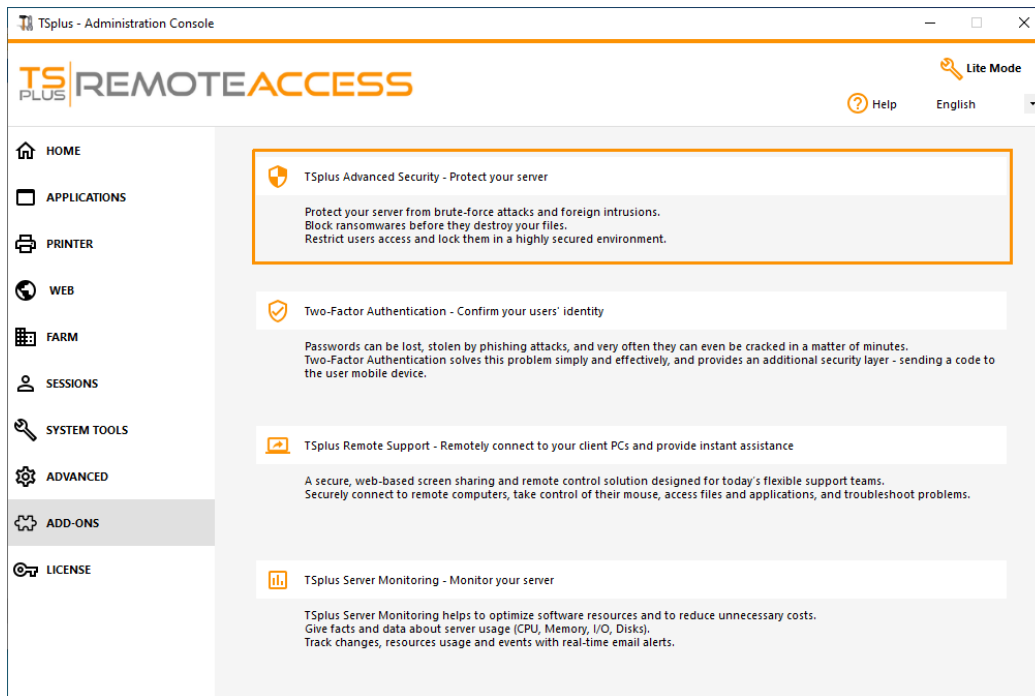 TSplus - Administration Console
TS PLUS REMOTEACCESS
Lite Mode
Help English
HOME
APPLICATIONS
PRINTER
WEB
FARM
SESSIONS
SYSTEM TOOLS
ADVANCED
ADD-ONS
LICENSE
TSplus Advanced Security - Protect your server
Protect your server from brute-force attacks and foreign intrusions.
Block ransomwares before they destroy your files.
Restrict users access and lock them in a highly secured environment.
Two-Factor Authentication - Confirm your users' identity
Passwords can be lost, stolen by phishing attacks, and very often they can even be cracked in a matter of minutes.
Two-Factor Authentication solves this problem simply and effectively, and provides an additional security layer - sending a code to
the user mobile device.
TSplus Remote Support - Remotely connect to your client PCs and provide instant assistance
A secure, web-based screen sharing and remote control solution designed for today's flexible support teams.
Securely connect to remote computers, take control of their mouse, access files and applications, and troubleshoot problems.
TSplus Server Monitoring - Monitor your server
TSplus Server Monitoring helps to optimize software resources and to reduce unnecessary costs.
Give facts and data about server usage (CPU, Memory, I/O, Disks).
Track changes, resources usage and events with real-time email alerts.